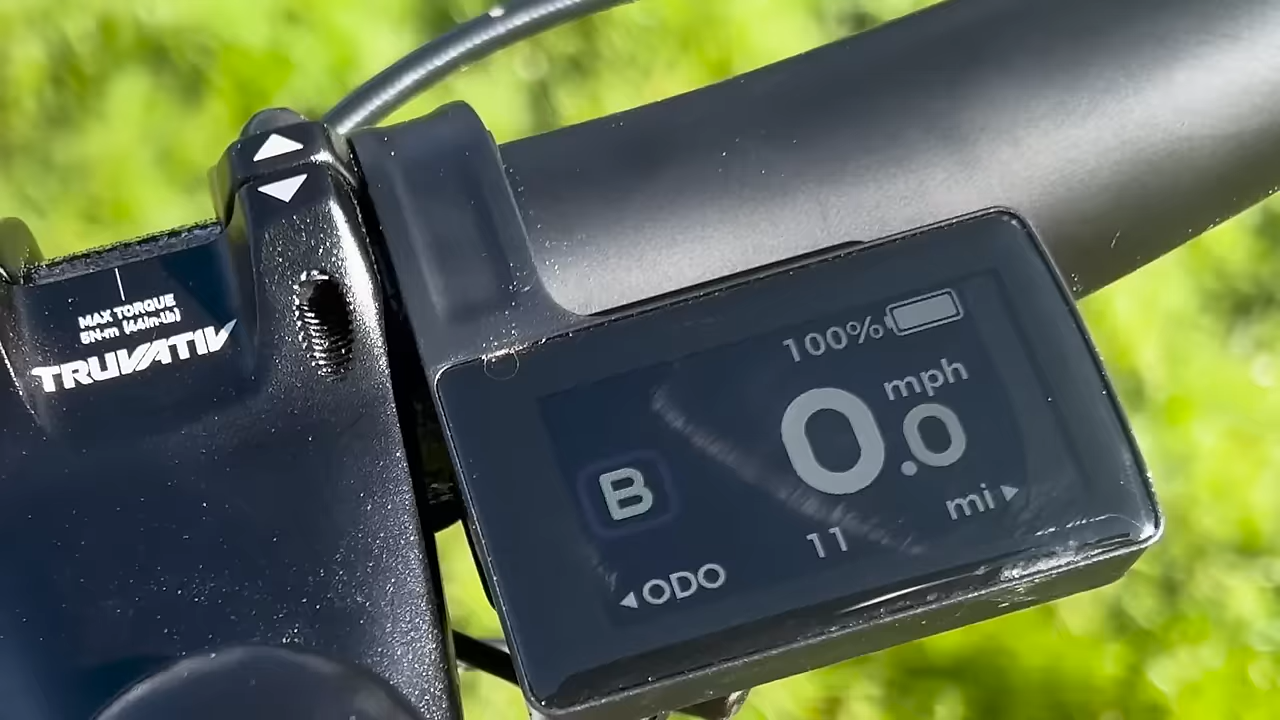 MAX TORQUE
5N·m (44in·lb)
TRUVATIV
100%
mph
0.0
B
mi
11
ODO